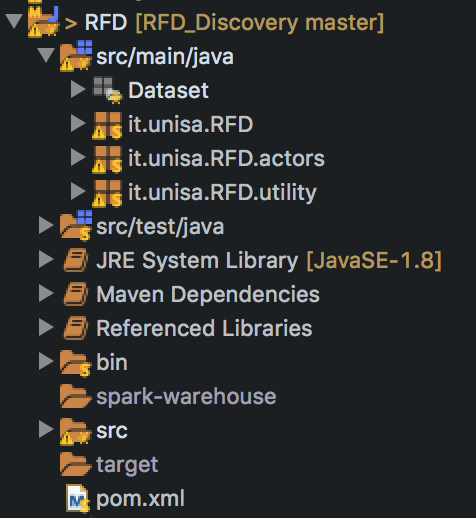 > RFD [RFD_Discovery master]
src/main/java
Dataset
it.unisa.RFD
it.unisa.RFD.actors
it.unisa.RFD.utility
src/test/java
JRE System Library [JavaSE-1.8]
Maven Dependencies
Referenced Libraries
bin
spark-warehouse
src
target
pom.xml